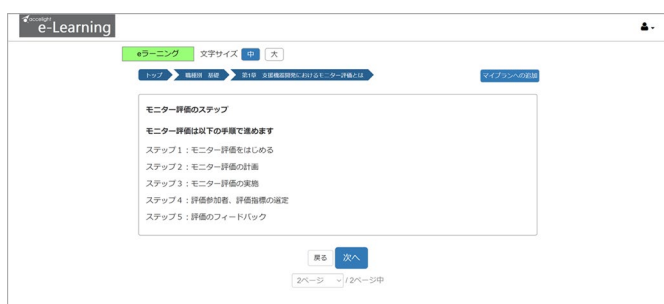 accelight
e-Learning
eラーニング 文字サイズ 中 大
トップ 職種別 基礎 第1章 支援機器開発におけるモニター評価とは マイプランへの追加
モニター評価のステップ
モニター評価は以下の手順で進めます
ステップ1：モニター評価をはじめる
ステップ2：モニター評価の計画
ステップ3：モニター評価の実施
ステップ4：評価参加者、評価指標の選定
ステップ5：評価のフィードバック
戻る 次へ
2ページ / 2ページ中